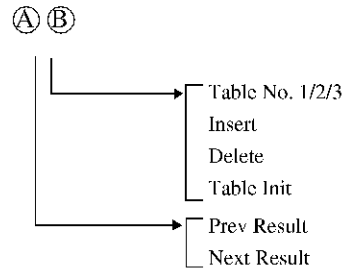 Ⓐ Ⓑ
Table No. 1/2/3
Insert
Delete
Table Init
Prev Result
Next Result